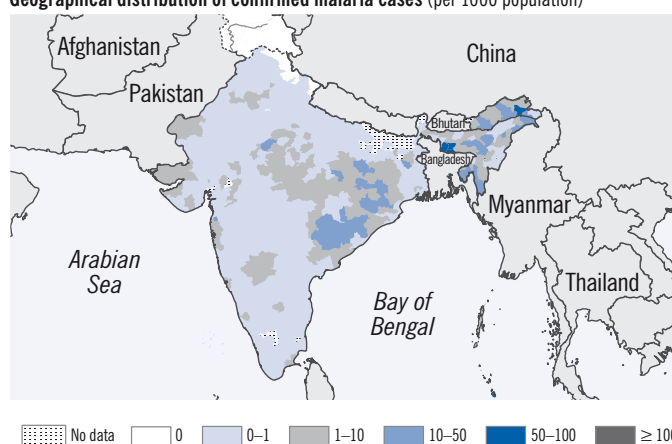 Geographical distribution of confirmed malaria cases (per 1000 population)
Afghanistan
China
Pakistan
Bhutan
Bangladesh
Myanmar
Arabian
Sea
Thailand
Bay of
Bengal
No data
0
0–1
1–10
10–50
50–100